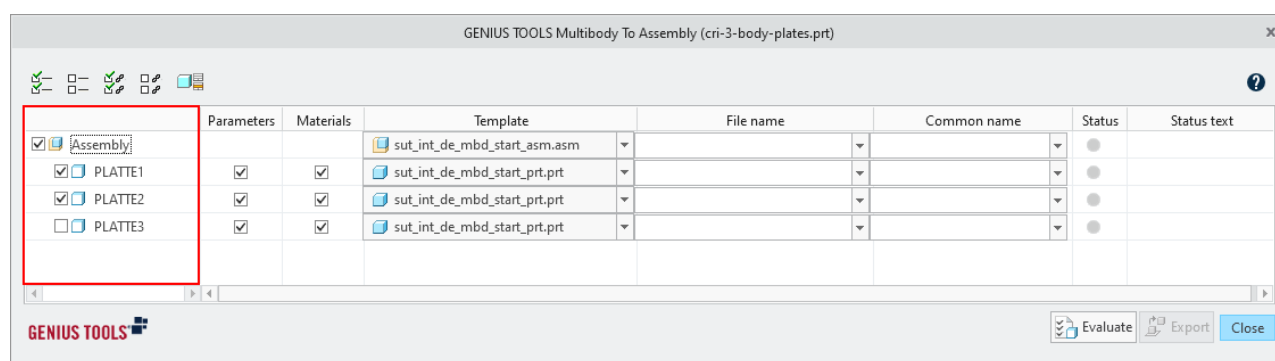 GENIUS TOOLS Multibody To Assembly (cri-3-body-plates.prt)
Parameters Materials Template File name Common name Status Status text
Assembly sut_int_de_mbd_start_asm.asm
PLATTE1 sut_int_de_mbd_start_prt.prt
PLATTE2 sut_int_de_mbd_start_prt.prt
PLATTE3 sut_int_de_mbd_start_prt.prt
GENIUS TOOLS Evaluate Export Close